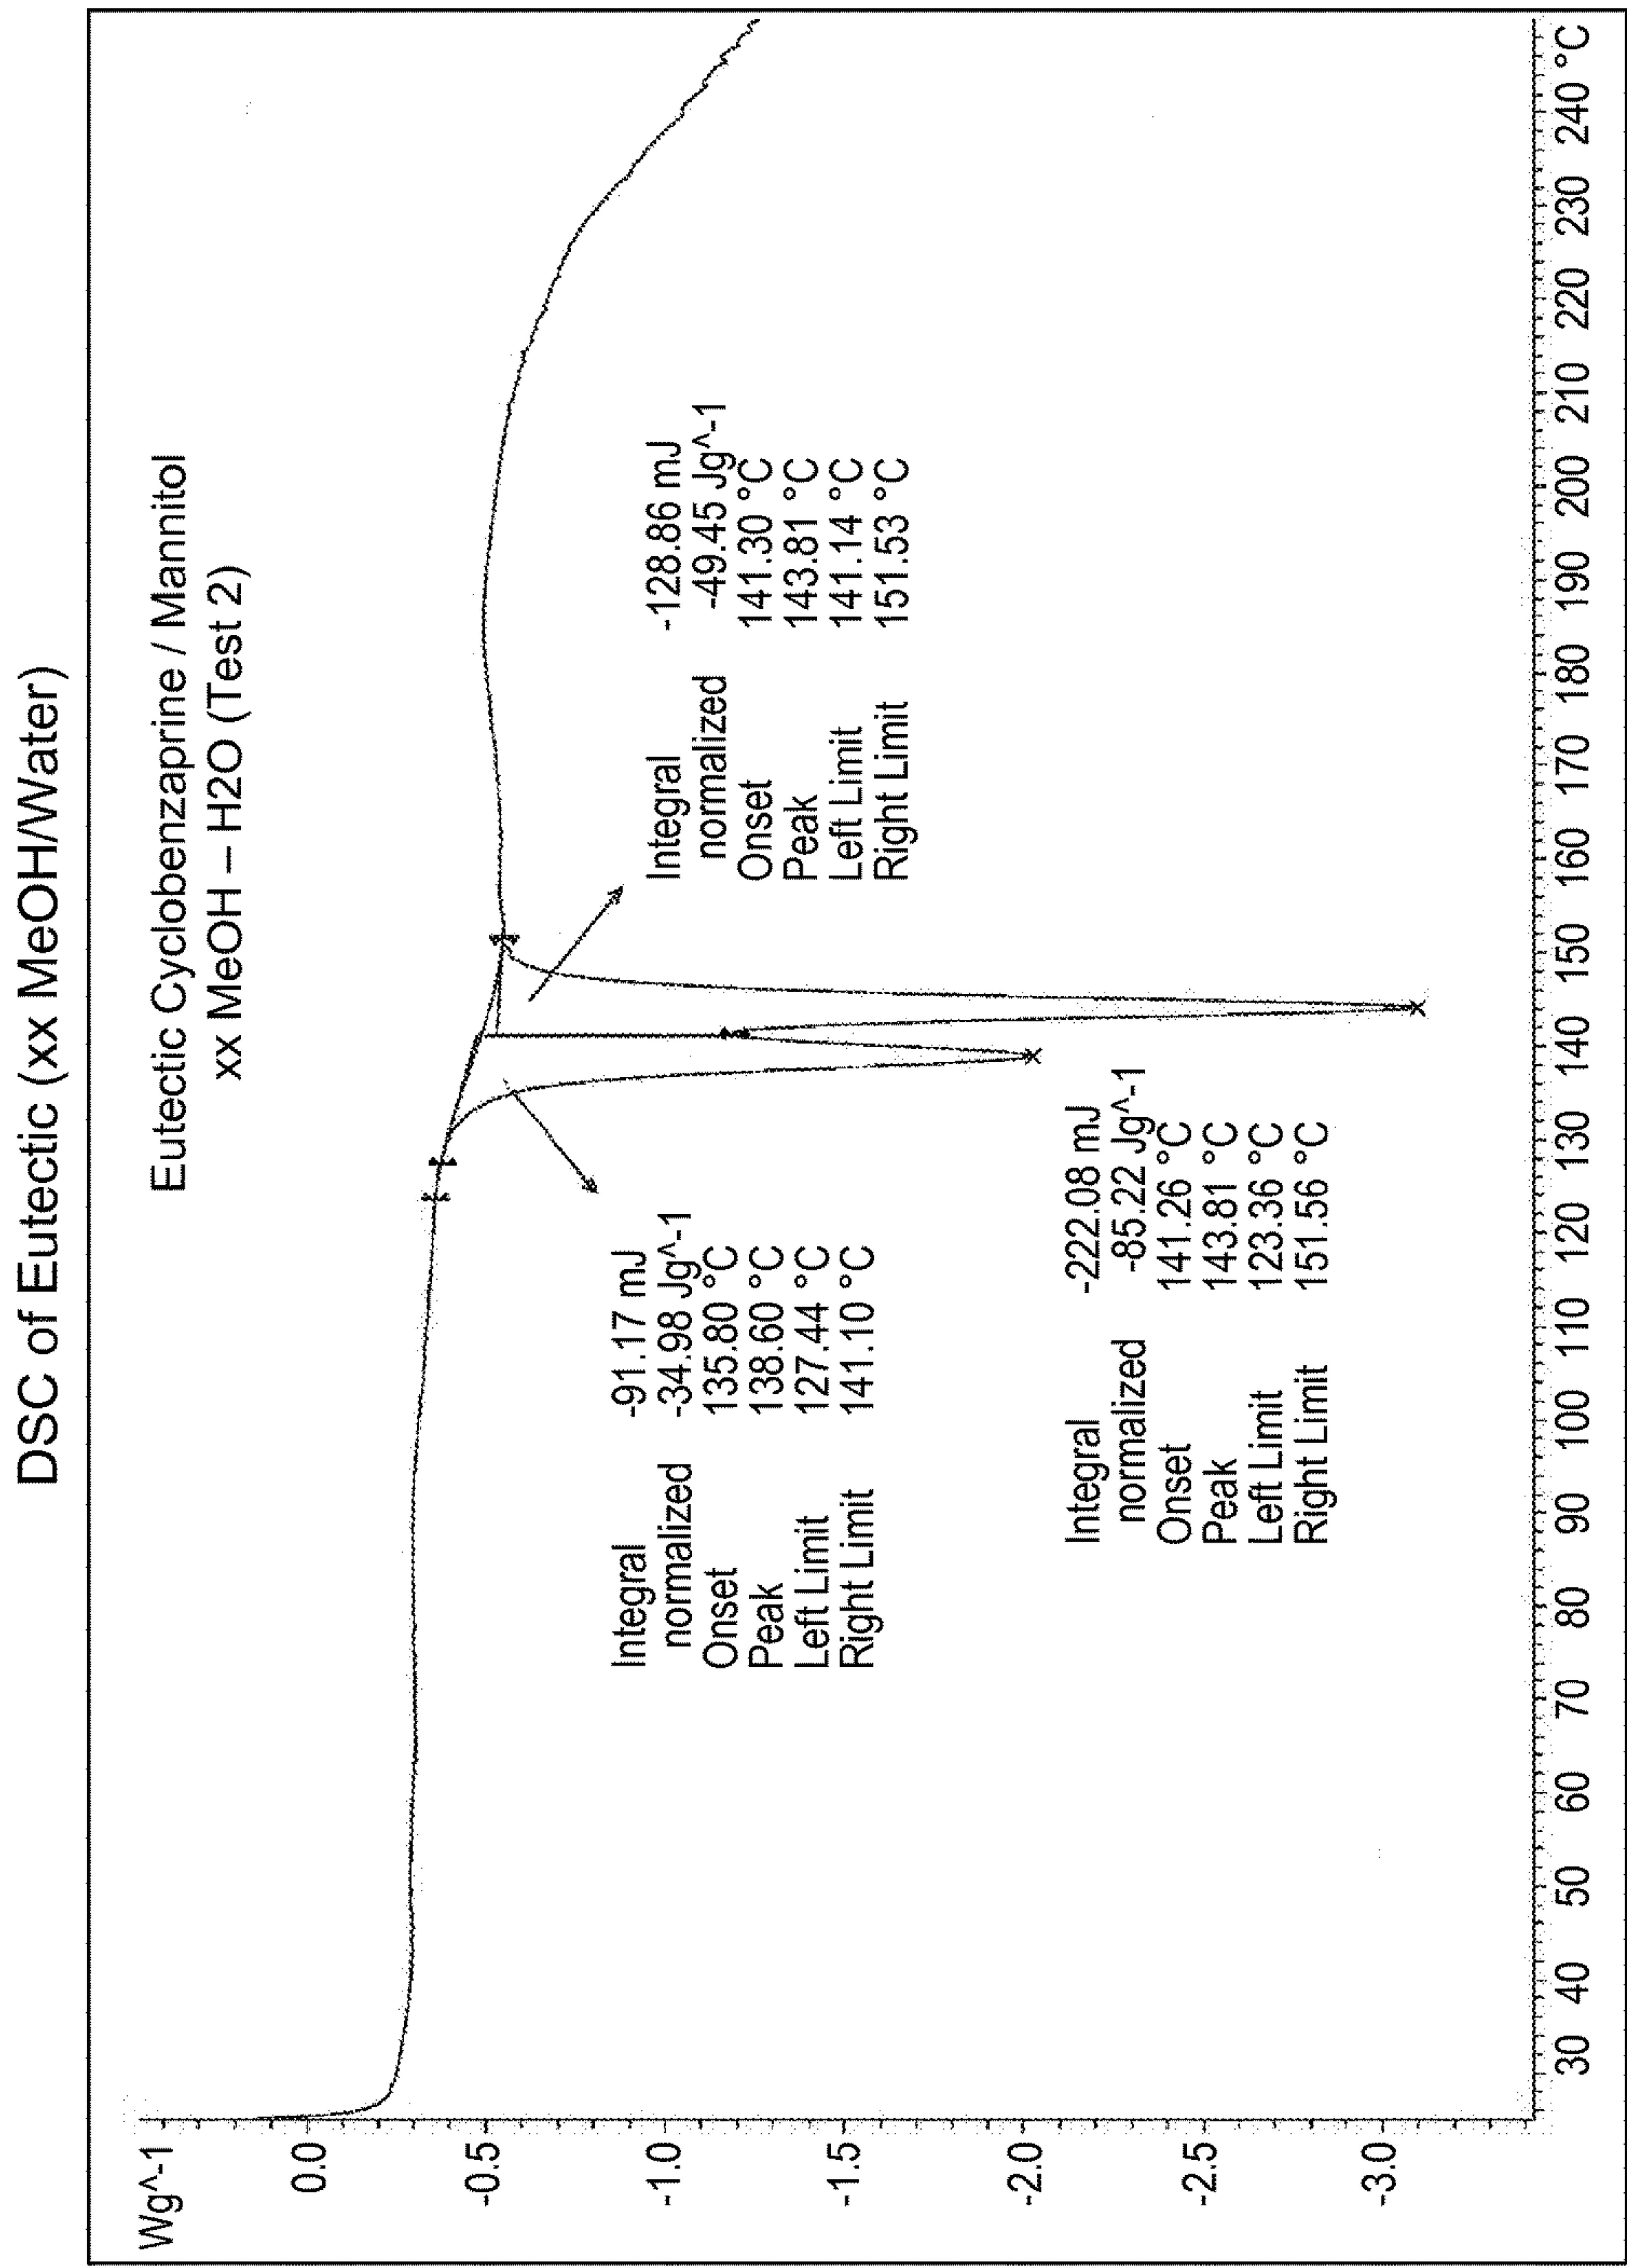 DSC of Eutectic (xx MeOH/Water)
Wg^-1
Eutectic Cyclobenzaprine / Mannitol
xx MeOH – H2O (Test 2)
0.0
-0.5
-1.0
-1.5
-2.0
-2.5
-3.0
Integral -91.17 mJ
normalized -34.98 Jg^-1
Onset 135.80 °C
Peak 138.60 °C
Left Limit 127.44 °C
Right Limit 141.10 °C
Integral -128.86 mJ
normalized -49.45 Jg^-1
Onset 141.30 °C
Peak 143.81 °C
Left Limit 141.14 °C
Right Limit 151.53 °C
Integral -222.08 mJ
normalized -85.22 Jg^-1
Onset 141.26 °C
Peak 143.81 °C
Left Limit 123.36 °C
Right Limit 151.56 °C
30 40 50 60 70 80 90 100 110 120 130 140 150 160 170 180 190 200 210 220 230 240 °C